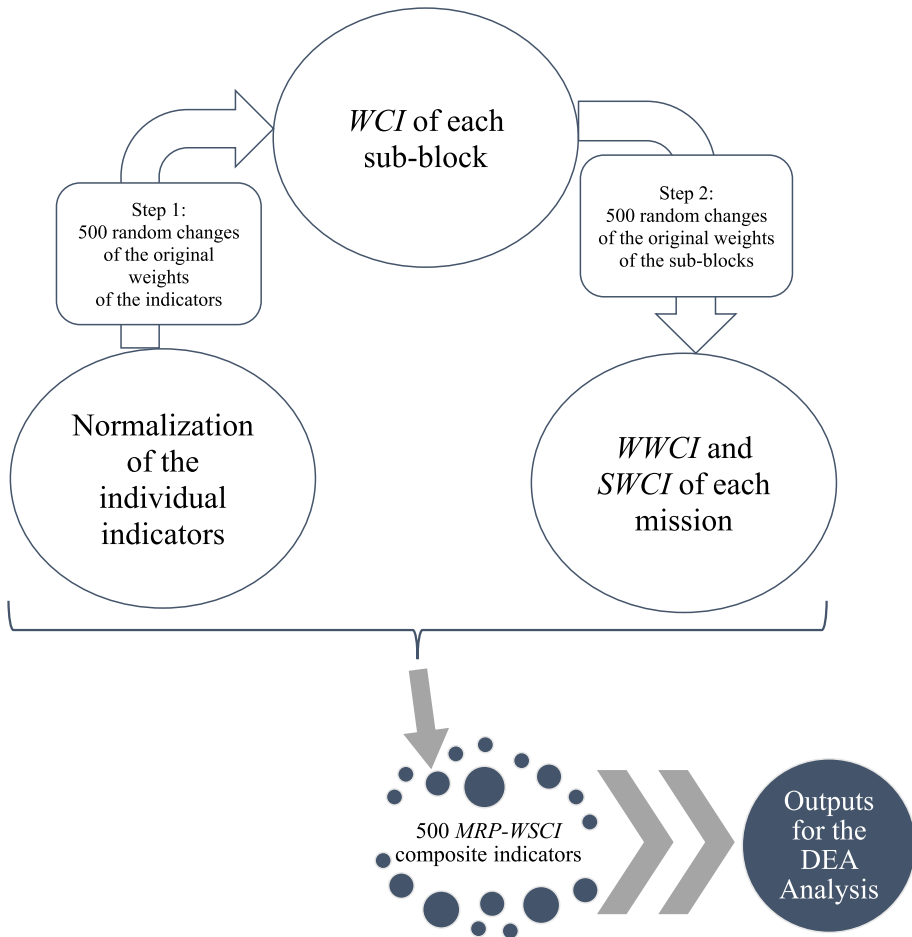 WCI of each
sub-block
Step 1:
500 random changes
of the original
weights
of the indicators
Step 2:
500 random changes
of the original weights
of the sub-blocks
Normalization
of the
individual
indicators
WWCI and
SWCI of each
mission
500 MRP-WSCI
composite indicators
Outputs
for the
DEA
Analysis